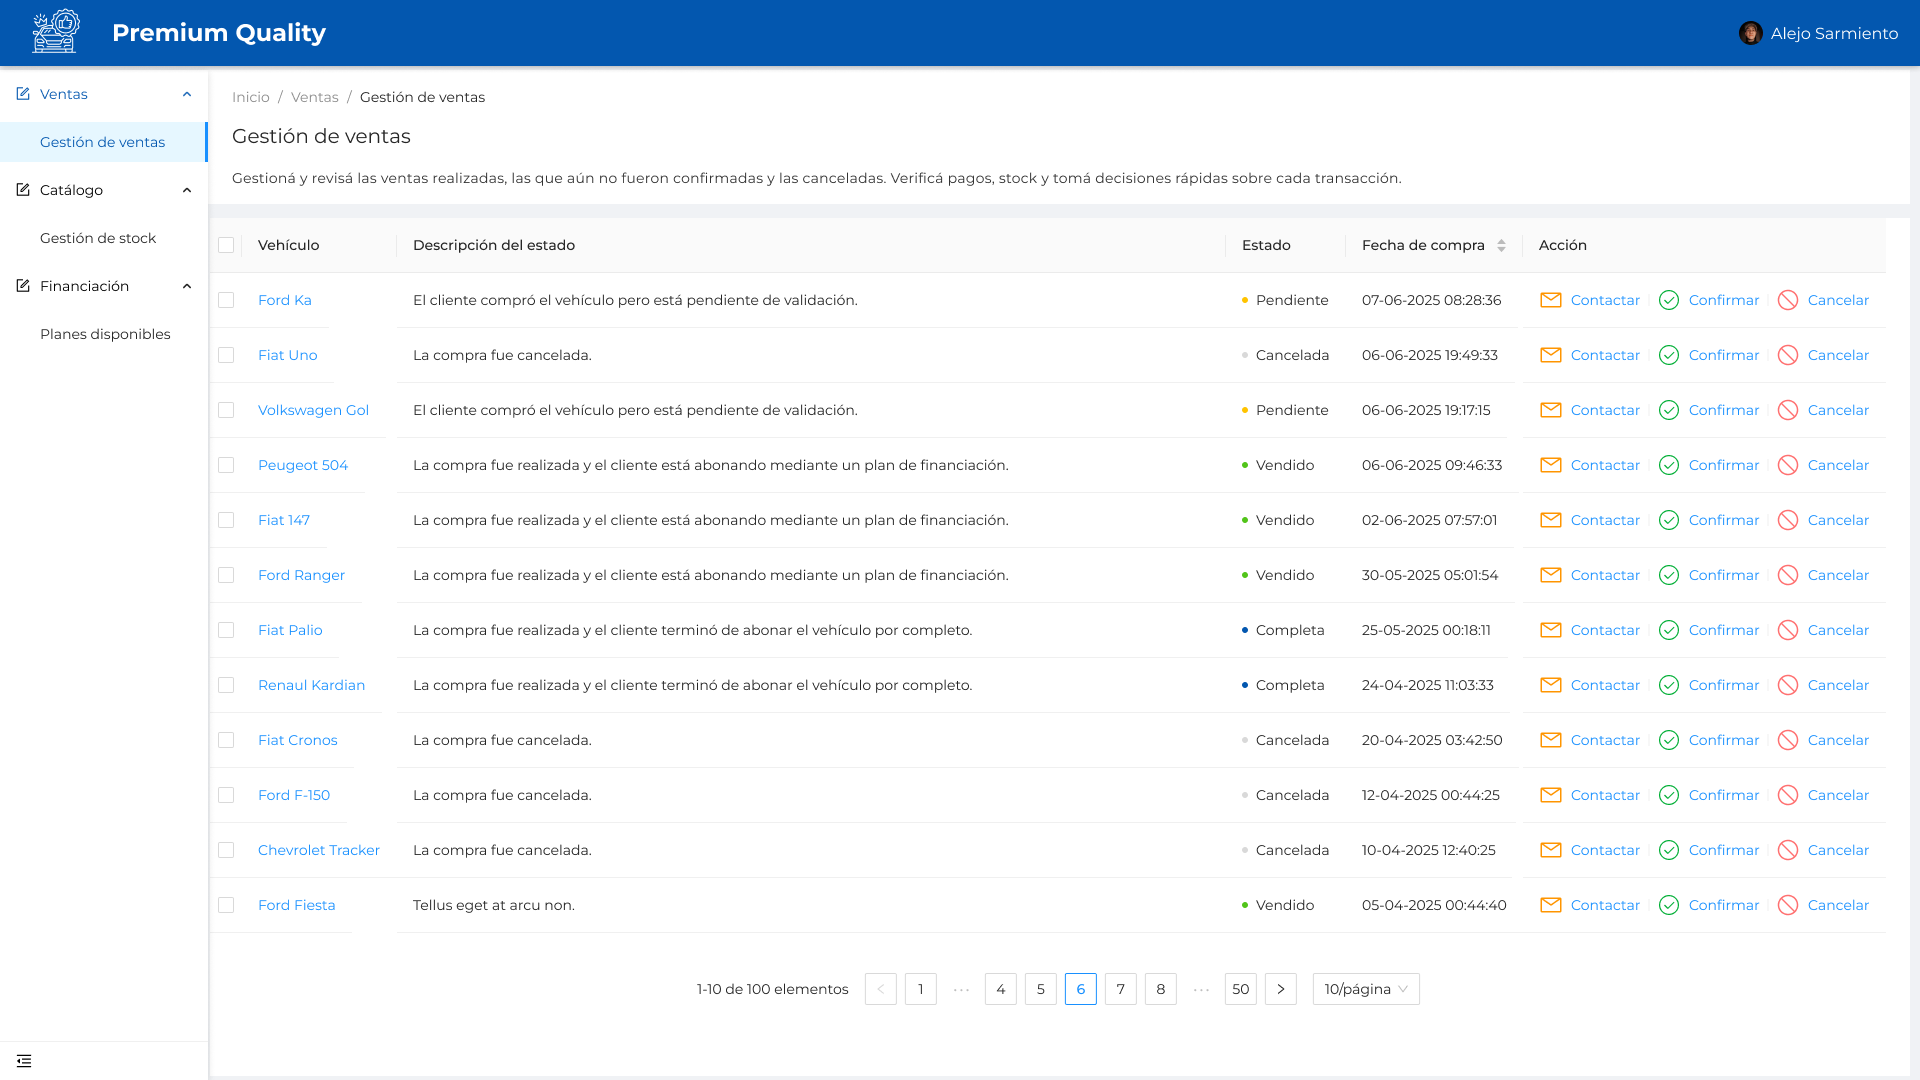 Premium Quality
Alejo Sarmiento
Ventas
Gestión de ventas
Catálogo
Gestión de stock
Financiación
Planes disponibles
Inicio / Ventas / Gestión de ventas
Gestión de ventas
Gestioná y revisá las ventas realizadas, las que aún no fueron confirmadas y las canceladas. Verificá pagos, stock y tomá decisiones rápidas sobre cada transacción.
Vehículo Descripción del estado Estado Fecha de compra Acción
Ford Ka El cliente compró el vehículo pero está pendiente de validación. Pendiente 07-06-2025 08:28:36 Contactar Confirmar Cancelar
Fiat Uno La compra fue cancelada. Cancelada 06-06-2025 19:49:33 Contactar Confirmar Cancelar
Volkswagen Gol El cliente compró el vehículo pero está pendiente de validación. Pendiente 06-06-2025 19:17:15 Contactar Confirmar Cancelar
Peugeot 504 La compra fue realizada y el cliente está abonando mediante un plan de financiación. Vendido 06-06-2025 09:46:33 Contactar Confirmar Cancelar
Fiat 147 La compra fue realizada y el cliente está abonando mediante un plan de financiación. Vendido 02-06-2025 07:57:01 Contactar Confirmar Cancelar
Ford Ranger La compra fue realizada y el cliente está abonando mediante un plan de financiación. Vendido 30-05-2025 05:01:54 Contactar Confirmar Cancelar
Fiat Palio La compra fue realizada y el cliente terminó de abonar el vehículo por completo. Completa 25-05-2025 00:18:11 Contactar Confirmar Cancelar
Renaul Kardian La compra fue realizada y el cliente terminó de abonar el vehículo por completo. Completa 24-04-2025 11:03:33 Contactar Confirmar Cancelar
Fiat Cronos La compra fue cancelada. Cancelada 20-04-2025 03:42:50 Contactar Confirmar Cancelar
Ford F-150 La compra fue cancelada. Cancelada 12-04-2025 00:44:25 Contactar Confirmar Cancelar
Chevrolet Tracker La compra fue cancelada. Cancelada 10-04-2025 12:40:25 Contactar Confirmar Cancelar
Ford Fiesta Tellus eget at arcu non. Vendido 05-04-2025 00:44:40 Contactar Confirmar Cancelar
1-10 de 100 elementos 1 ··· 4 5 6 7 8 ··· 50 10/página